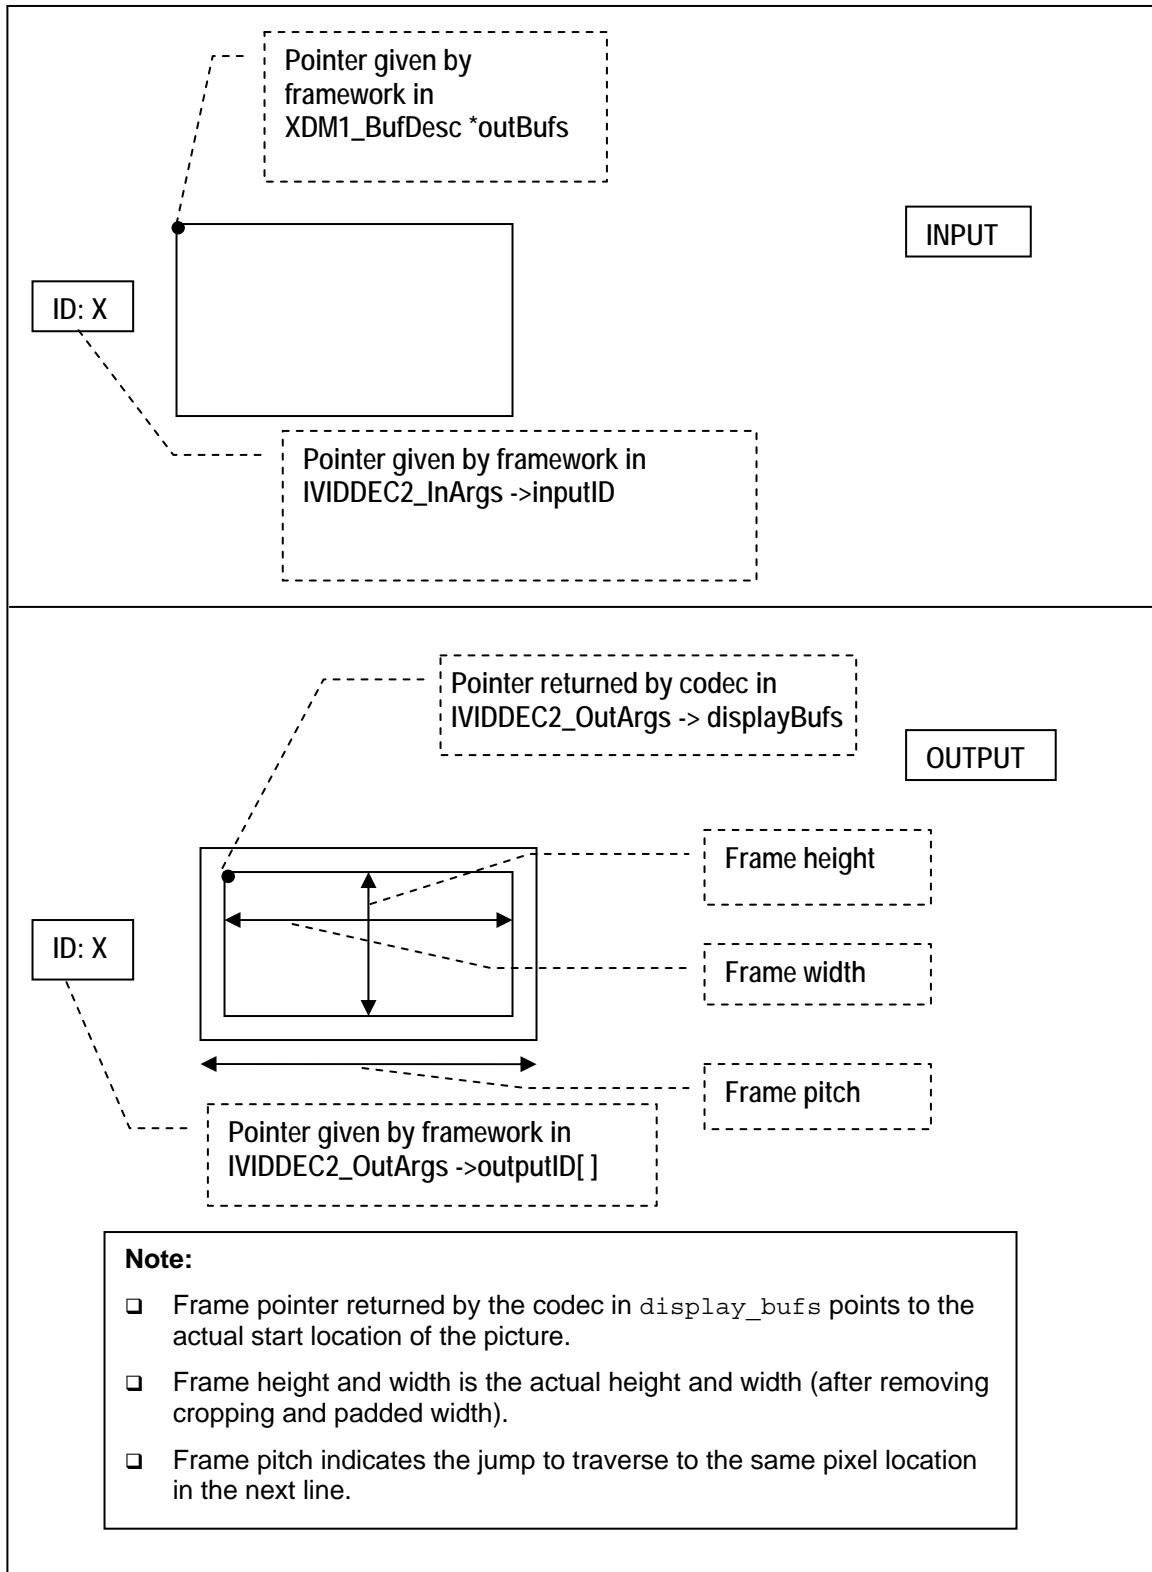 Pointer given by
framework in
XDM1_BufDesc *outBufs
INPUT
ID: X
Pointer given by framework in
IVIDDEC2_InArgs ->inputID
Pointer returned by codec in
IVIDDEC2_OutArgs -> displayBufs
OUTPUT
Frame height
ID: X
Frame width
Frame pitch
Pointer given by framework in
IVIDDEC2_OutArgs ->outputID[ ]
Note:
❑ Frame pointer returned by the codec in display_bufs points to the
actual start location of the picture.
❑ Frame height and width is the actual height and width (after removing
cropping and padded width).
❑ Frame pitch indicates the jump to traverse to the same pixel location
in the next line.